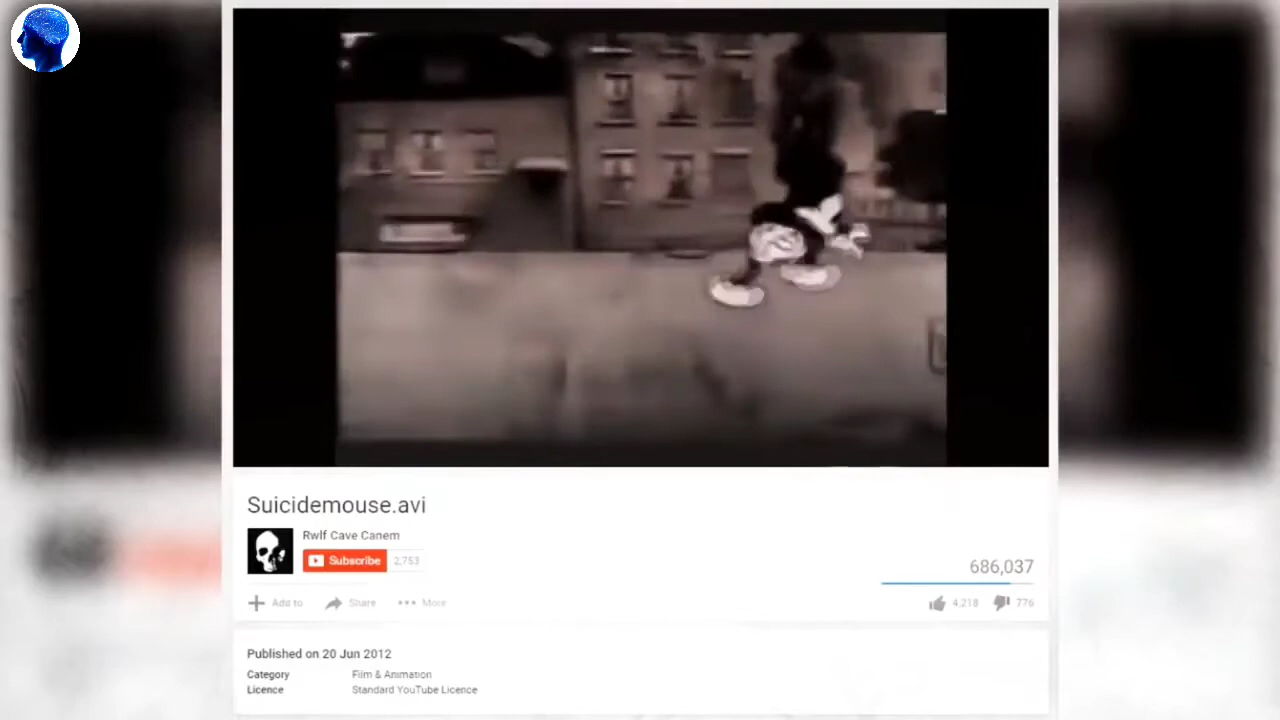 Suicidemouse.avi
Rwlf Cave Canem
Subscribe 2,753
686,037
Add to Share More 4,218 776
Published on 20 Jun 2012
Category Film & Animation
Licence Standard YouTube Licence